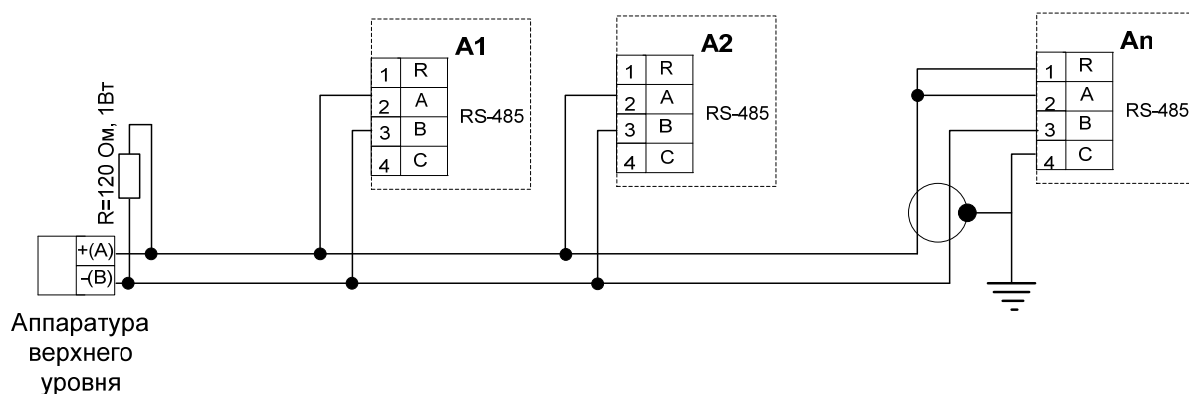 A1
1 R
2 A
3 B
4 C
RS-485
A2
1 R
2 A
3 B
4 C
RS-485
An
1 R
2 A
3 B
4 C
RS-485
R=120 Ом, 1Вт
+(A)
–(B)
Аппаратура
верхнего
уровня